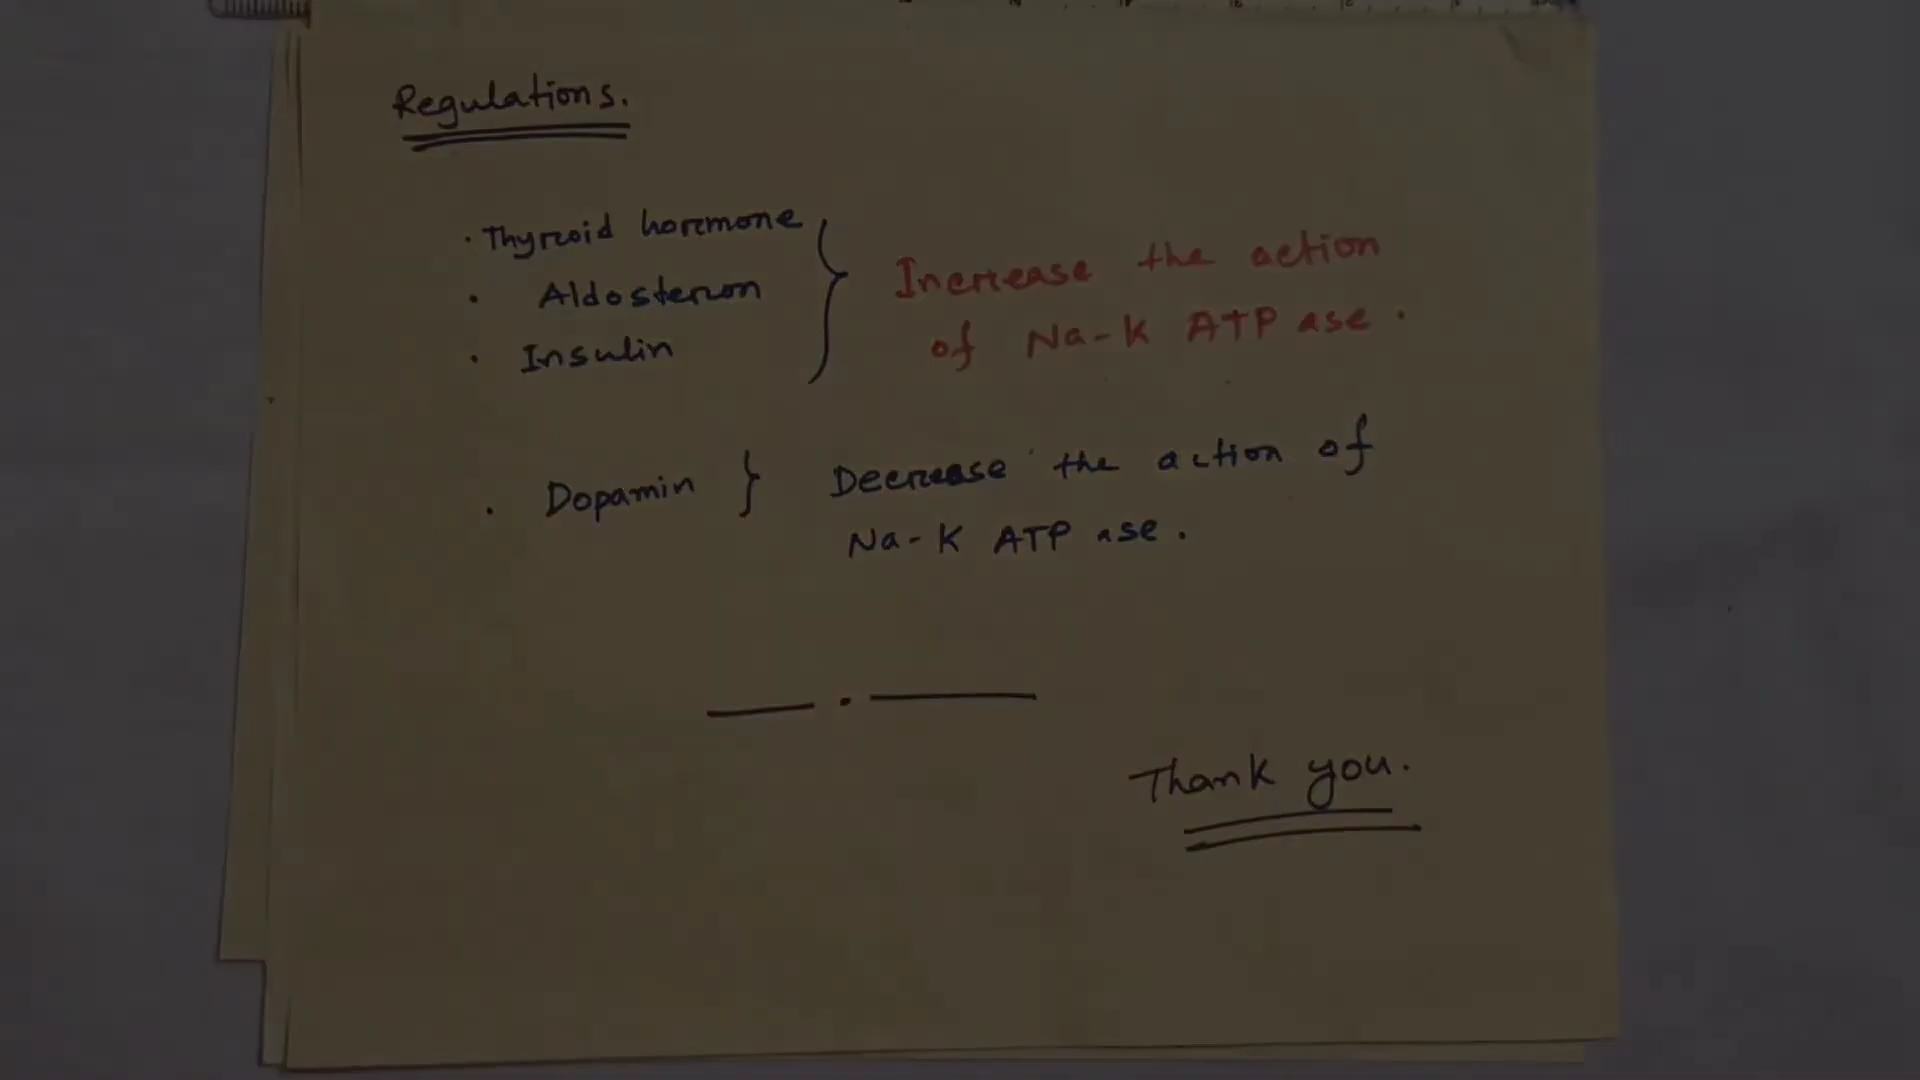 Regulations.
· Thyroid hormone
· Aldosteron
· Insulin
Increase the action
of Na-K ATP ase.
· Dopamin } Decrease the action of
Na-K ATP ase.
Thank you.